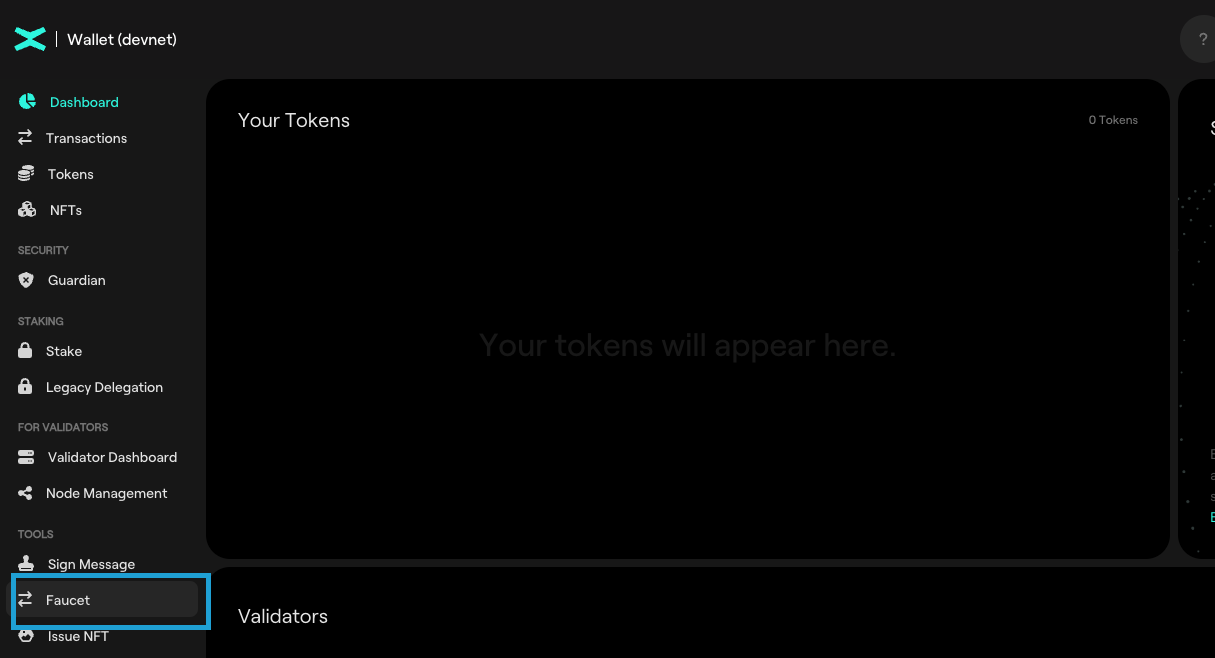 Wallet (devnet)
?
Dashboard
Transactions
Tokens
NFTs
SECURITY
Guardian
STAKING
Stake
Legacy Delegation
FOR VALIDATORS
Validator Dashboard
Node Management
TOOLS
Sign Message
Faucet
Issue NFT
Your Tokens
0 Tokens
Your tokens will appear here.
Validators